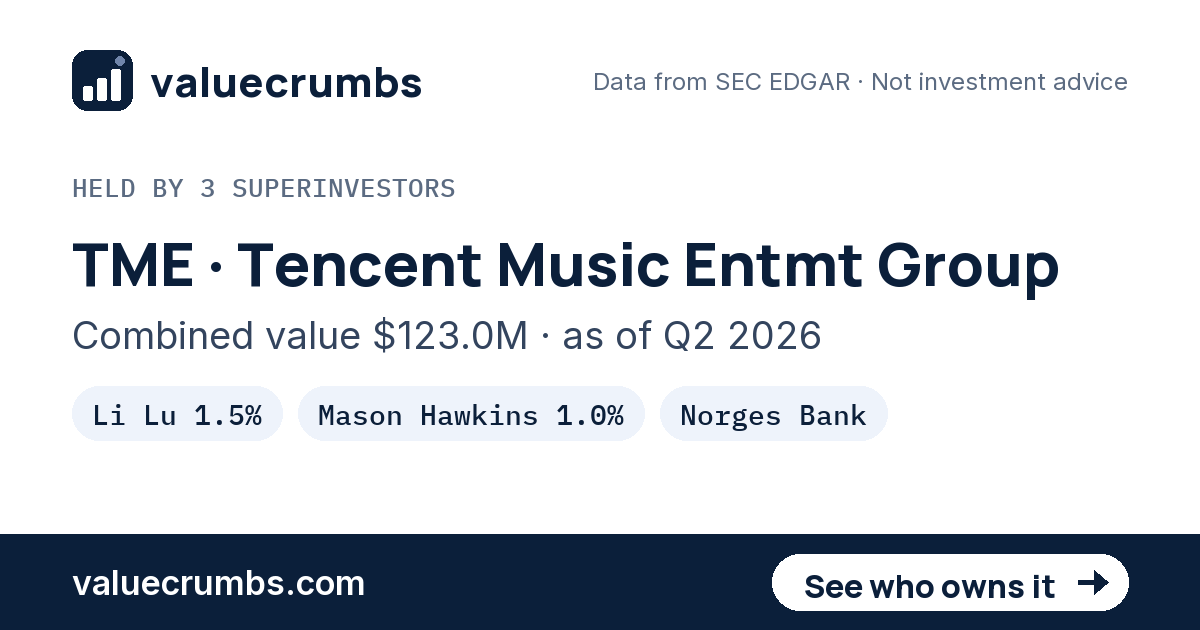 valuecrumbs
Data from SEC EDGAR · Not investment advice
HELD BY 3 SUPERINVESTORS
TME · Tencent Music Entmt Group
Combined value $123.0M · as of Q2 2026
Li Lu 1.5%
Mason Hawkins 1.0%
Norges Bank
valuecrumbs.com
See who owns it →